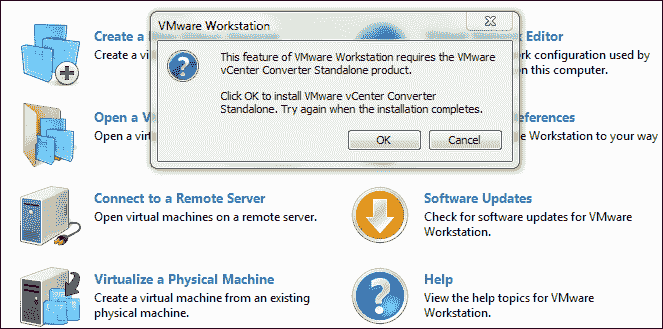 VMware Workstation
This feature of VMware Workstation requires the VMware
vCenter Converter Standalone product.
Click OK to install VMware vCenter Converter
Standalone. Try again when the installation completes.
OK
Cancel
Create a
Create a
Editor
configuration used by
on this computer.
Open a
Open a
Workstation to your way
Connect to a Remote Server
Open virtual machines on a remote server.
Software Updates
Check for software updates for VMware
Workstation.
Virtualize a Physical Machine
Create a virtual machine from an existing
physical machine.
Help
View the help topics for VMware
Workstation.